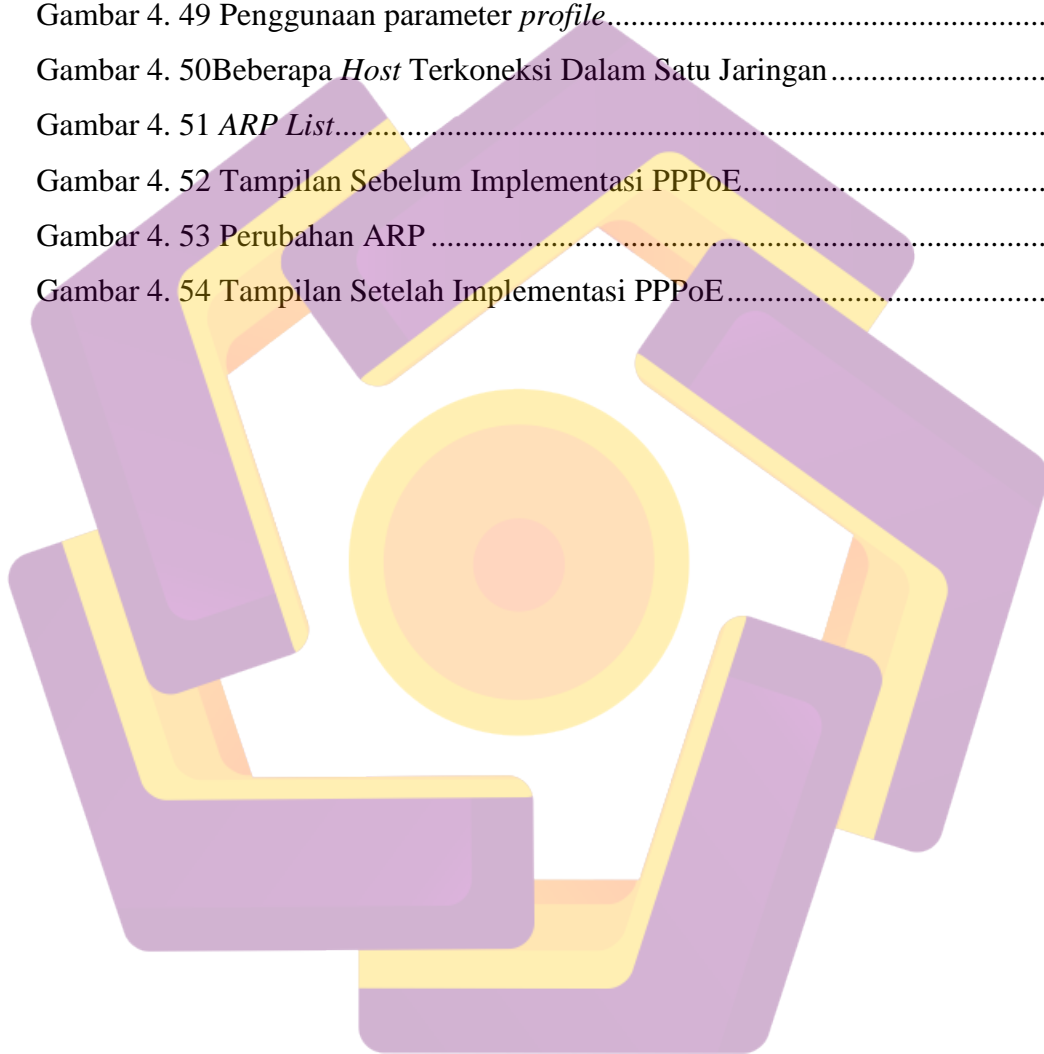 Gambar 4. 49 Penggunaan parameter profile.......................................................
Gambar 4. 50Beberapa Host Terkoneksi Dalam Satu Jaringan...........................
Gambar 4. 51 ARP List.......................................................................................
Gambar 4. 52 Tampilan Sebelum Implementasi PPPoE.....................................
Gambar 4. 53 Perubahan ARP ...........................................................................
Gambar 4. 54 Tampilan Setelah Implementasi PPPoE.......................................